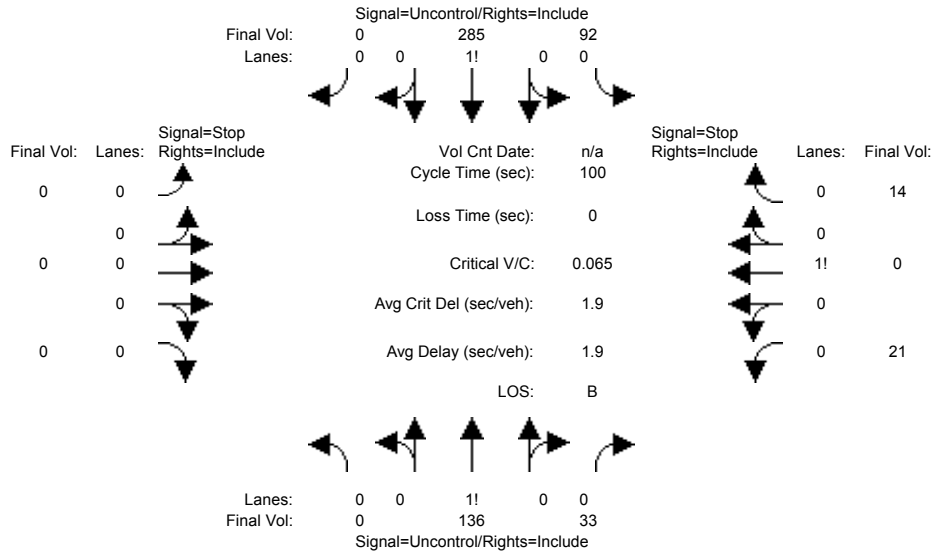 Signal=Uncontrol/Rights=Include
Final Vol: 0 285 92
Lanes: 0 0 1! 0 0
Signal=Stop Signal=Stop
Final Vol: Lanes: Rights=Include Vol Cnt Date: n/a Rights=Include Lanes: Final Vol:
Cycle Time (sec): 100
0 0 0 14
Loss Time (sec): 0
0 0
0 0 Critical V/C: 0.065 1! 0
0 Avg Crit Del (sec/veh): 1.9 0
0 0 Avg Delay (sec/veh): 1.9 0 21
LOS: B
Lanes: 0 0 1! 0 0
Final Vol: 0 136 33
Signal=Uncontrol/Rights=Include